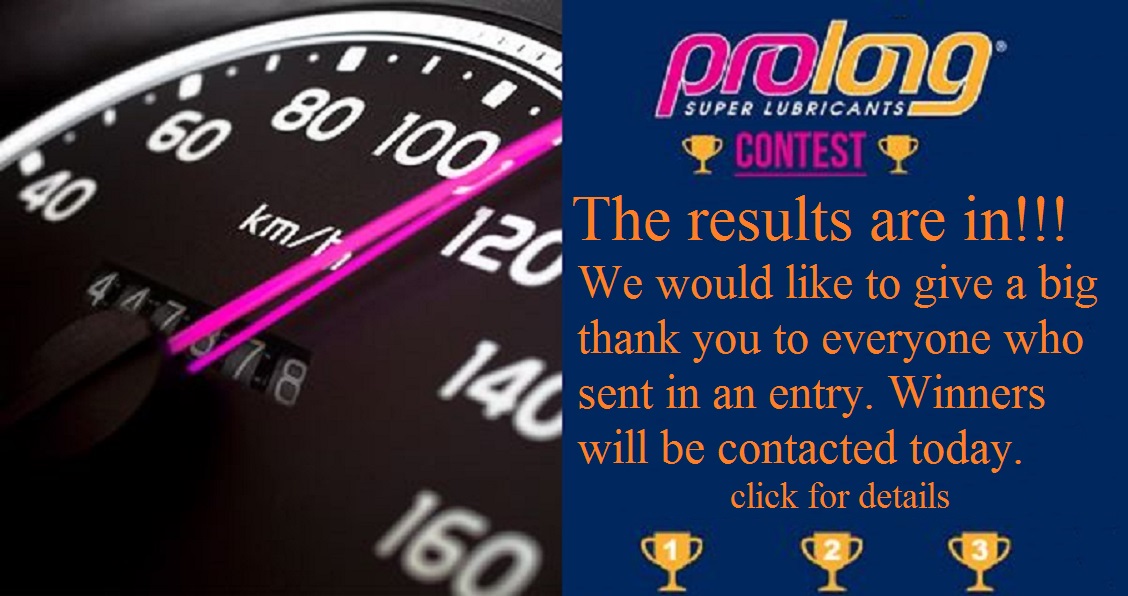 40
60
80
100
120
140
160
km/h
447878
prolong®
SUPER LUBRICANTS
CONTEST
The results are in!!!
We would like to give a big
thank you to everyone who
sent in an entry. Winners
will be contacted today.
click for details
1 2 3